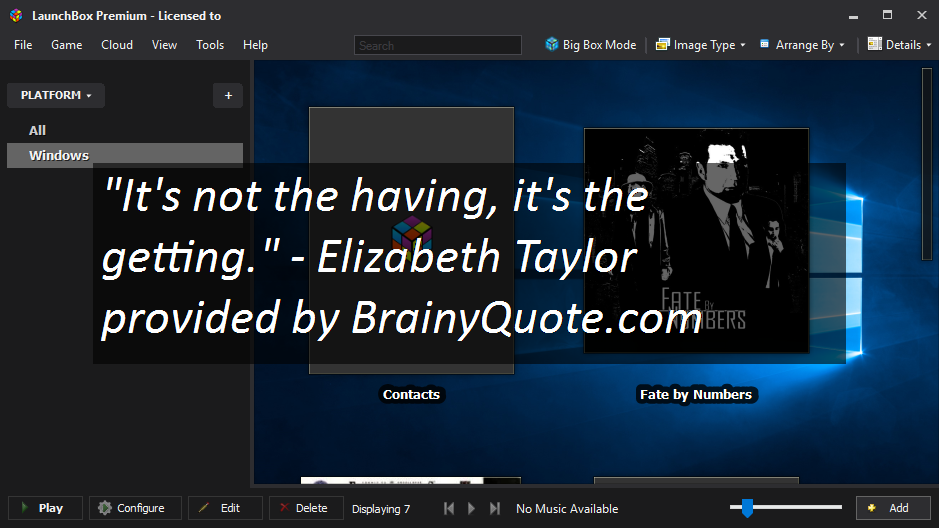 LaunchBox Premium - Licensed to
File Game Cloud View Tools Help
Search
Big Box Mode
Image Type
Arrange By
Details
PLATFORM
+
All
Windows
"It's not the having, it's the
getting." - Elizabeth Taylor
provided by BrainyQuote.com
FATE BY
NUMBERS
Contacts
Fate by Numbers
Play
Configure
Edit
Delete
Displaying 7
No Music Available
Add